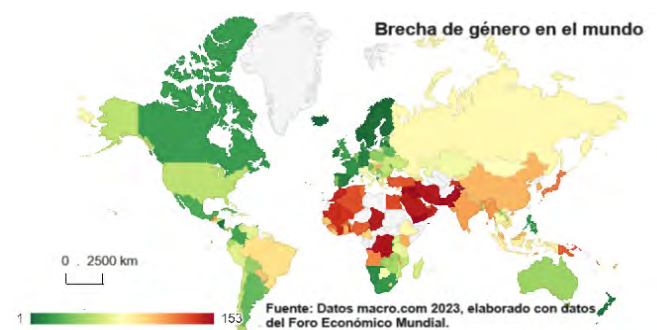 Brecha de género en el mundo
0 . 2500 km
1 153
Fuente: Datos macro.com 2023, elaborado con datos
del Foro Económico Mundial.